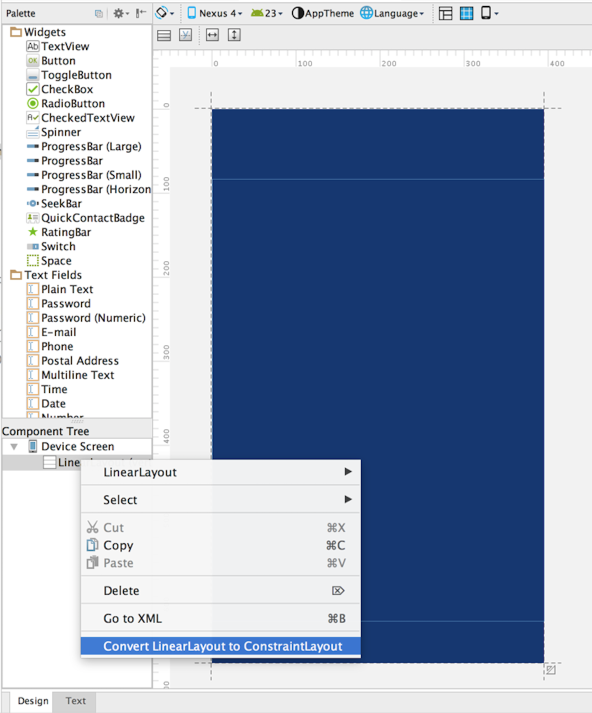 Palette
Nexus 4
23
AppTheme
Language
Widgets
Ab TextView
OK Button
ToggleButton
CheckBox
RadioButton
A CheckedTextView
Spinner
ProgressBar (Large)
ProgressBar
ProgressBar (Small)
ProgressBar (Horizon
SeekBar
QuickContactBadge
RatingBar
Switch
Space
Text Fields
Plain Text
Password
Password (Numeric)
E-mail
Phone
Postal Address
Multiline Text
Time
Date
Number
0 100 200 300 400
0
100
200
300
400
Component Tree
Device Screen
LinearLayout
Select
Cut ⌘X
Copy ⌘C
Paste ⌘V
Delete ⌦
Go to XML ⌘B
Convert LinearLayout to ConstraintLayout
Design Text